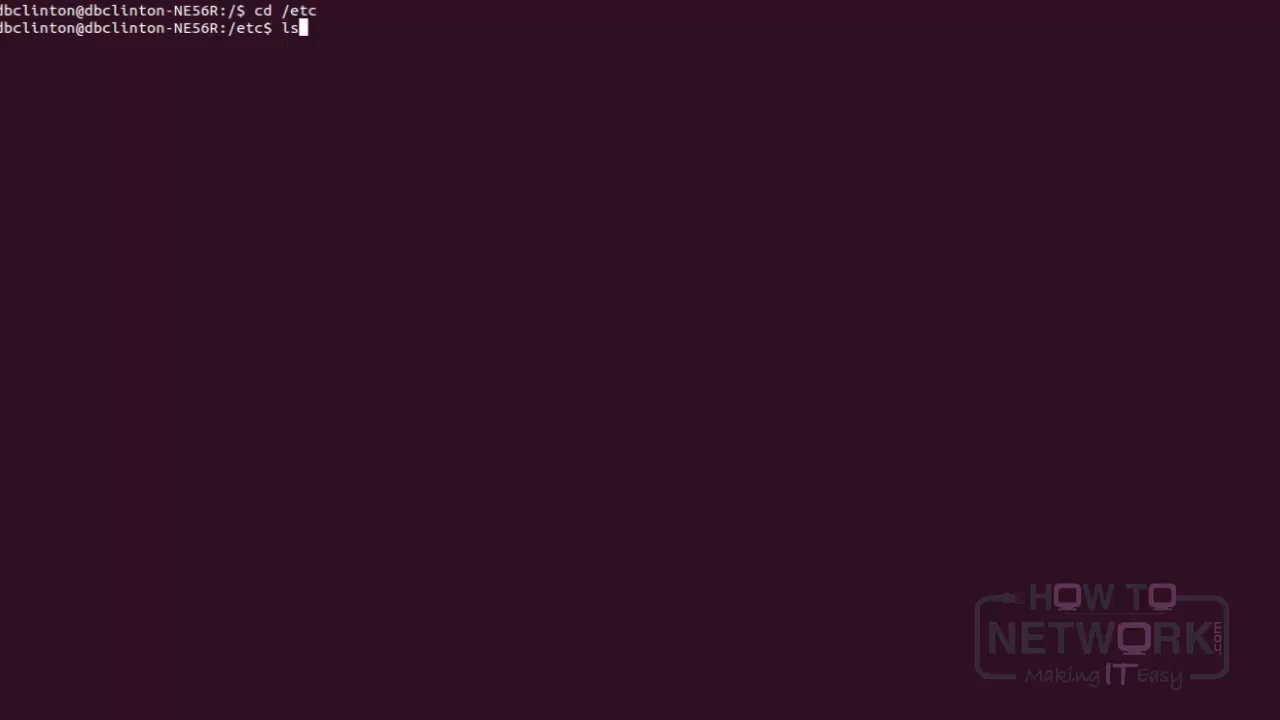 dbclinton@dbclinton-NE56R:/$ cd /etc
dbclinton@dbclinton-NE56R:/etc$ ls
HOW TO
NETWORK.com
Making IT Easy